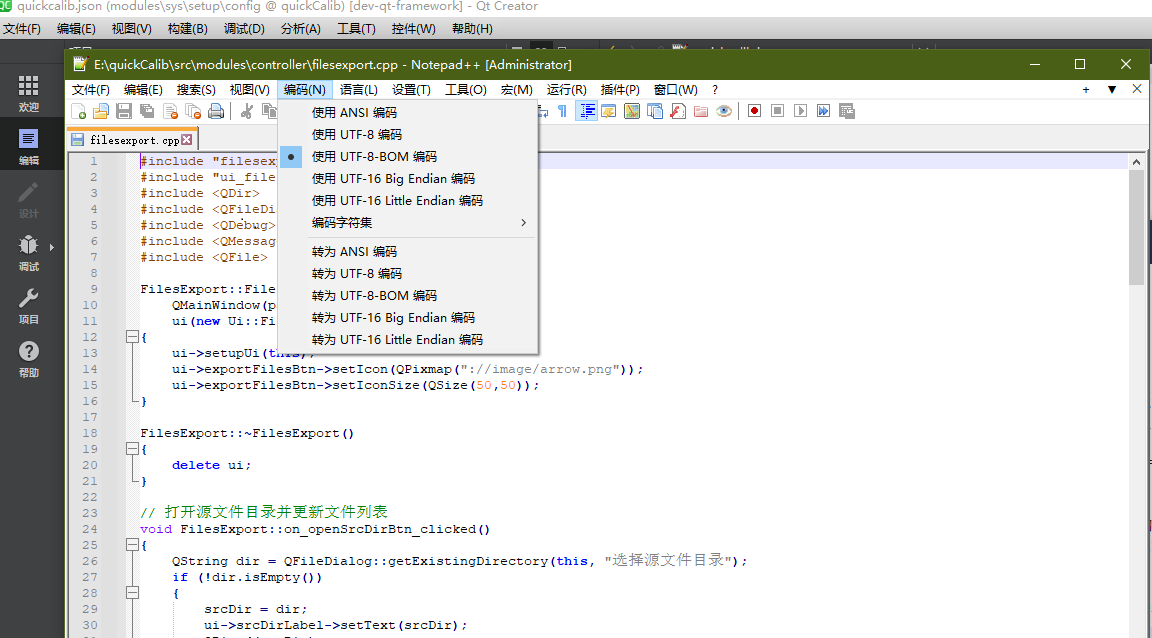 quickCalib.json (modules\sys\setup\config @ quickCalib) [dev-qt-framework] - Qt Creator
文件(F) 编辑(E) 视图(V) 构建(B) 调试(D) 分析(A) 工具(T) 控件(W) 帮助(H)
欢迎
编辑
设计
调试
项目
帮助
E:\quickCalib\src\modules\controller\filesexport.cpp - Notepad++ [Administrator]
文件(F) 编辑(E) 搜索(S) 视图(V) 编码(N) 语言(L) 设置(T) 工具(O) 宏(M) 运行(R) 插件(P) 窗口(W) ?
使用 ANSI 编码
使用 UTF-8 编码
使用 UTF-8-BOM 编码
使用 UTF-16 Big Endian 编码
使用 UTF-16 Little Endian 编码
编码字符集
转为 ANSI 编码
转为 UTF-8 编码
转为 UTF-8-BOM 编码
转为 UTF-16 Big Endian 编码
转为 UTF-16 Little Endian 编码
filesexport.cpp
1 #include "filesex
2 #include "ui_file
3 #include <QDir>
4 #include <QFileDi
5 #include <QDebug>
6 #include <QMessag
7 #include <QFile>
8
9 FilesExport::File
10 QMainWindow(p
11 ui(new Ui::Fi
12 {
13 ui->setupUi(this);
14 ui->exportFilesBtn->setIcon(QPixmap("://image/arrow.png"));
15 ui->exportFilesBtn->setIconSize(QSize(50,50));
16 }
17
18 FilesExport::~FilesExport()
19 {
20 delete ui;
21 }
22
23 // 打开源文件目录并更新文件列表
24 void FilesExport::on_openSrcDirBtn_clicked()
25 {
26 QString dir = QFileDialog::getExistingDirectory(this, "选择源文件目录");
27 if (!dir.isEmpty())
28 {
29 srcDir = dir;
30 ui->srcDirLabel->setText(srcDir);